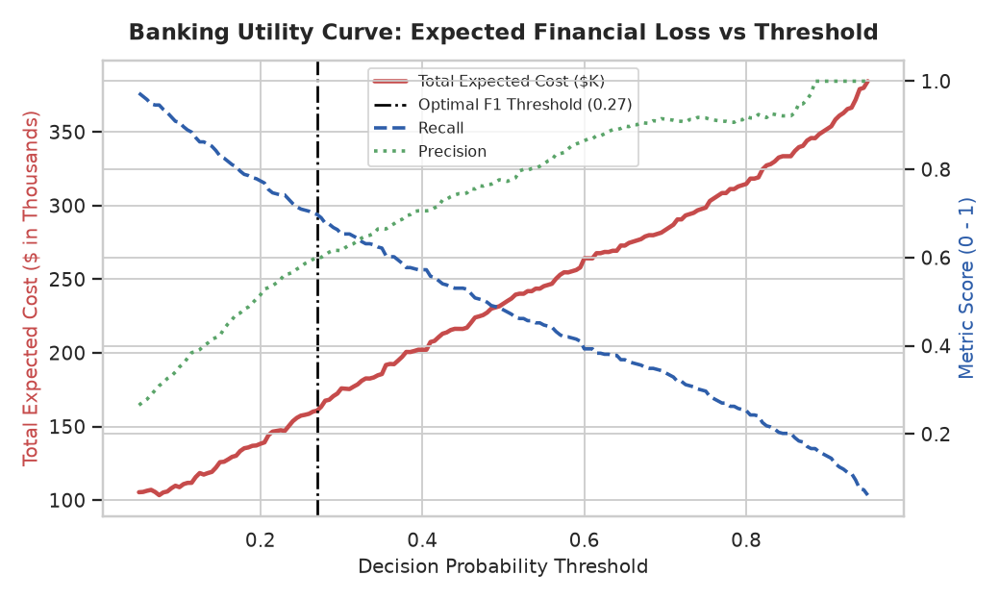 Banking Utility Curve: Expected Financial Loss vs Threshold
Total Expected Cost ($K)
Optimal F1 Threshold (0.27)
Recall
Precision
Total Expected Cost ($ in Thousands)
350
300
250
200
150
100
1.0
0.8
0.6
0.4
0.2
Metric Score (0 - 1)
0.2
0.4
0.6
0.8
Decision Probability Threshold